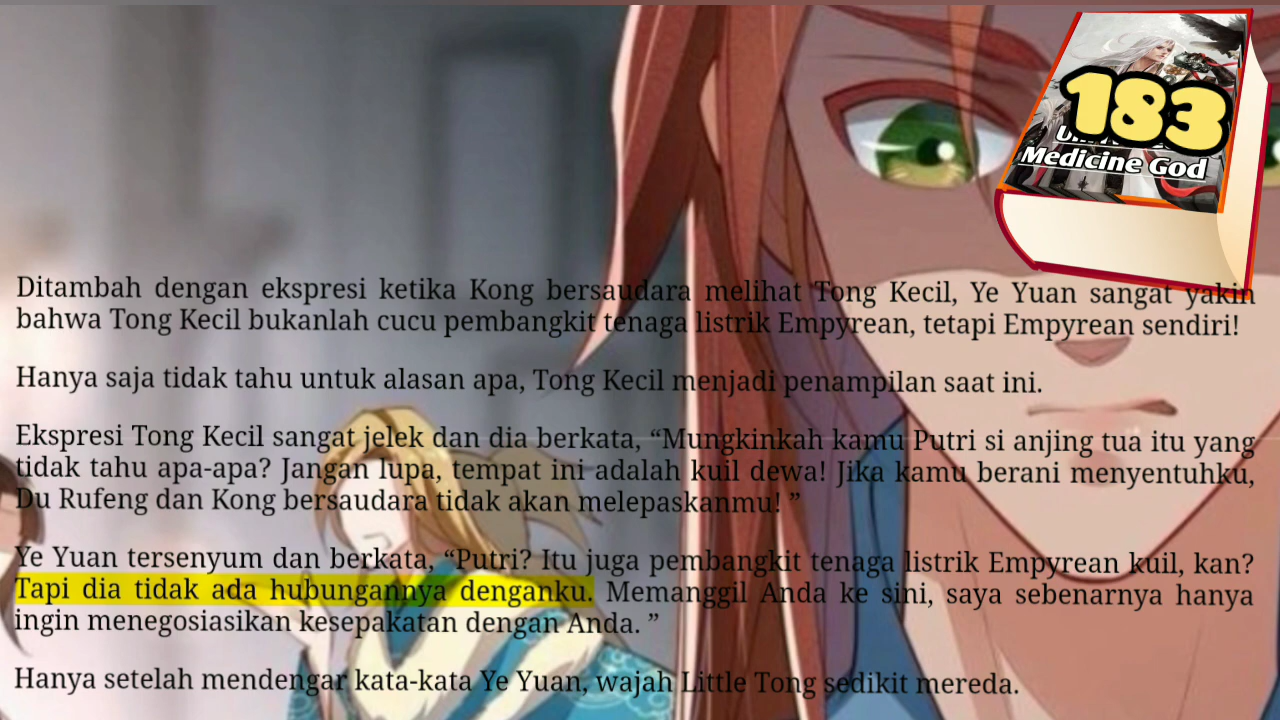 183
Medicine God
Ditambah dengan ekspresi ketika Kong bersaudara melihat Tong Kecil, Ye Yuan sangat yakin
bahwa Tong Kecil bukanlah cucu pembangkit tenaga listrik Empyrean, tetapi Empyrean sendiri!
Hanya saja tidak tahu untuk alasan apa, Tong Kecil menjadi penampilan saat ini.
Ekspresi Tong Kecil sangat jelek dan dia berkata, “Mungkinkah kamu Putri si anjing tua itu yang
tidak tahu apa-apa? Jangan lupa, tempat ini adalah kuil dewa! Jika kamu berani menyentuhku,
Du Rufeng dan Kong bersaudara tidak akan melepaskanmu! ”
Ye Yuan tersenyum dan berkata, “Putri? Itu juga pembangkit tenaga listrik Empyrean kuil, kan?
Tapi dia tidak ada hubungannya denganku. Memanggil Anda ke sini, saya sebenarnya hanya
ingin menegosiasikan kesepakatan dengan Anda. ”
Hanya setelah mendengar kata-kata Ye Yuan, wajah Little Tong sedikit mereda.